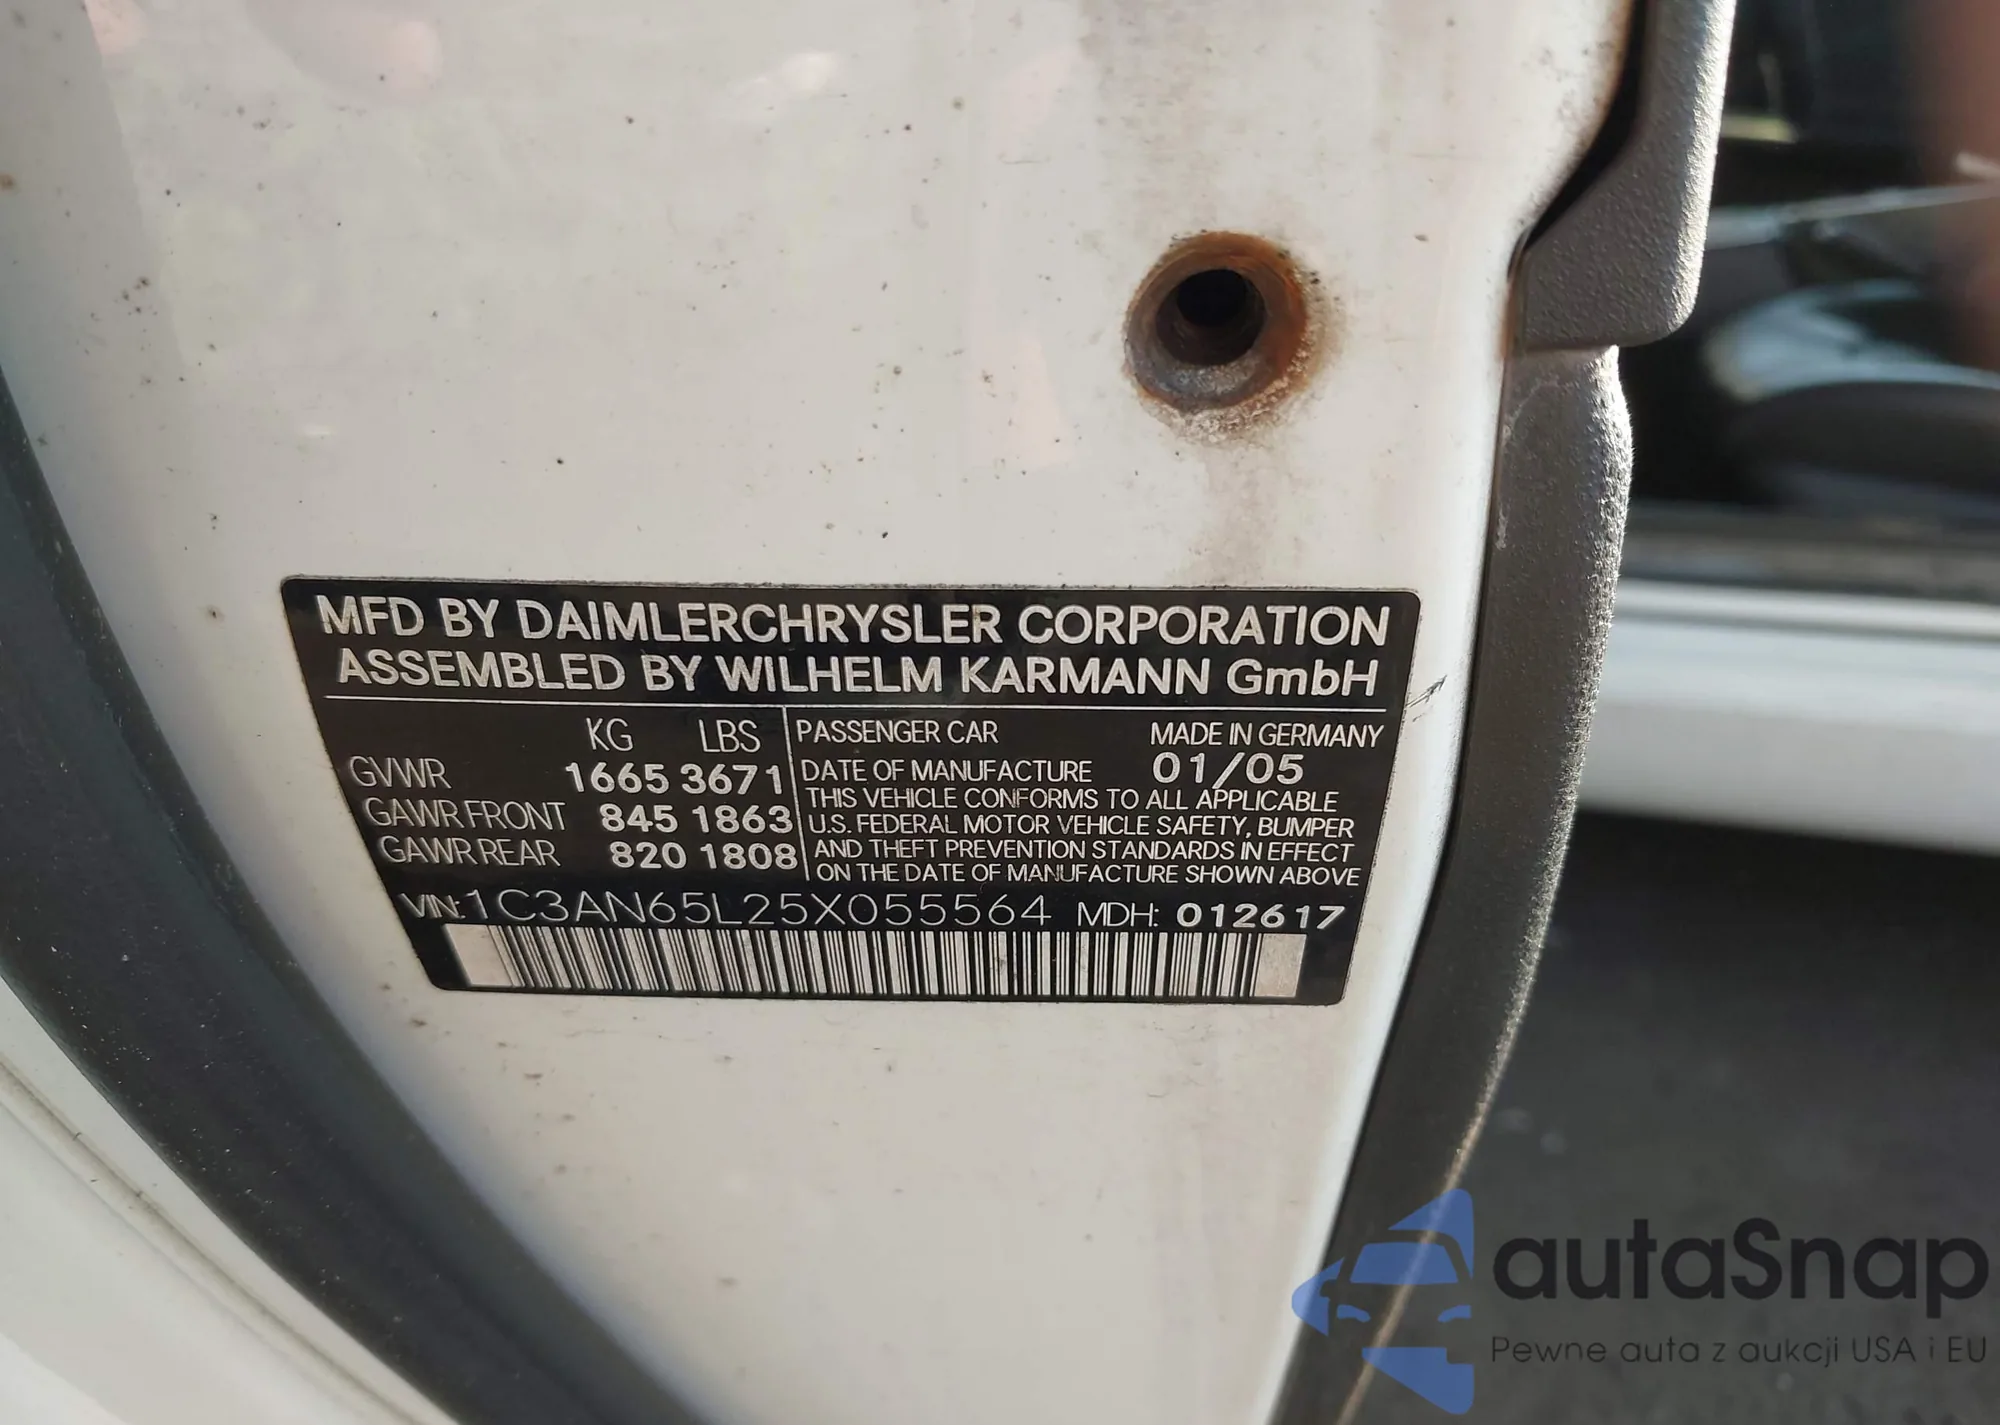 MFD BY DAIMLERCHRYSLER CORPORATION
ASSEMBLED BY WILHELM KARMANN GmbH
KG LBS
GVWR 1665 3671
GAWR FRONT 845 1863
GAWR REAR 820 1808
PASSENGER CAR MADE IN GERMANY
DATE OF MANUFACTURE 01/05
THIS VEHICLE CONFORMS TO ALL APPLICABLE
U.S. FEDERAL MOTOR VEHICLE SAFETY, BUMPER
AND THEFT PREVENTION STANDARDS IN EFFECT
ON THE DATE OF MANUFACTURE SHOWN ABOVE
VIN: 1C3AN65L25X055564 MDH: 012617
autaSnap
Pewne auta z aukcji USA i EU